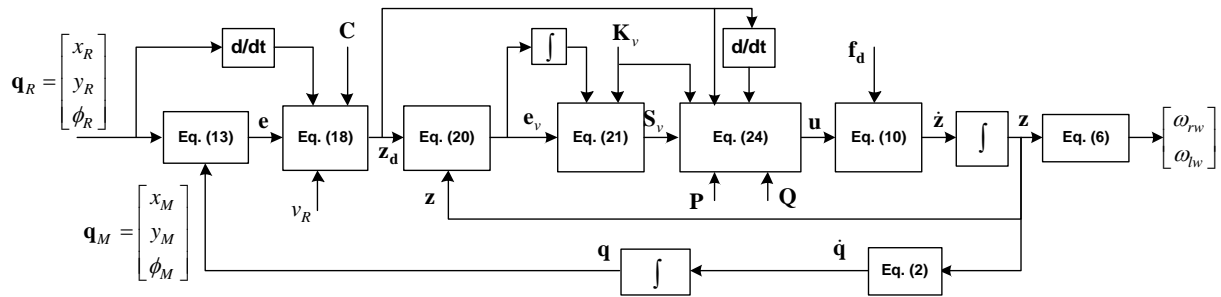 d/dt
C
K_v
d/dt
f_d
q_R = [x_R
y_R
ϕ_R]
∫
Eq. (13)
e
Eq. (18)
z_d
Eq. (20)
e_v
Eq. (21)
S_v
Eq. (24)
u
Eq. (10)
ż
∫
z
Eq. (6)
[ω_rw
ω_lw]
v_R
z
P
Q
q_M = [x_M
y_M
ϕ_M]
q
∫
q̇
Eq. (2)